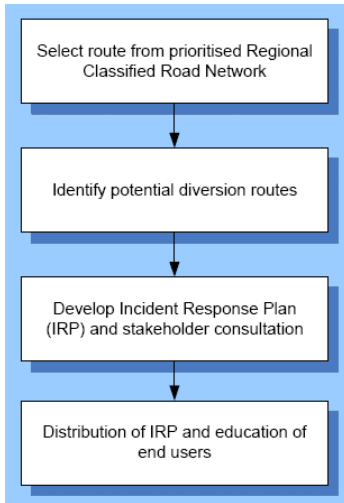 Select route from prioritised Regional
Classified Road Network
Identify potential diversion routes
Develop Incident Response Plan
(IRP) and stakeholder consultation
Distribution of IRP and education of
end users